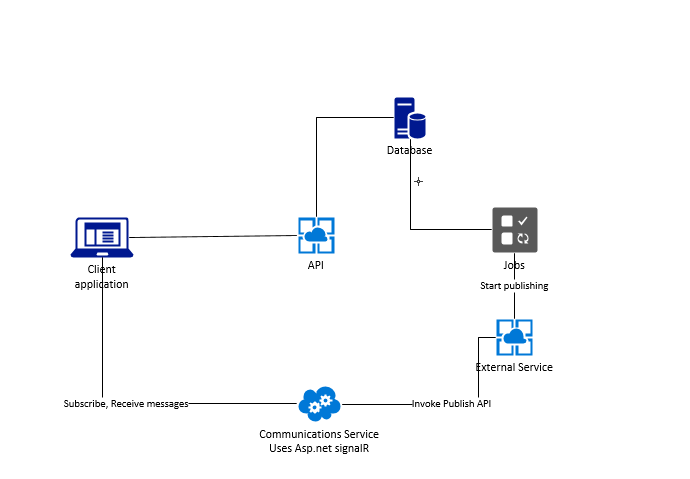 Database
Client
application
API
Jobs
Start publishing
External Service
Subscribe, Receive messages
Invoke Publish API
Communications Service
Uses Asp.net signalR